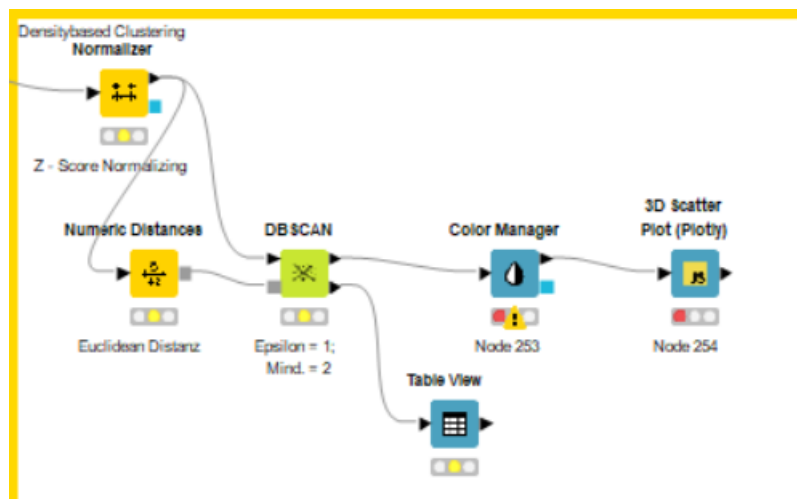 Densitybased Clustering
Normalizer
Z - Score Normalizing
Numeric Distances
Euclidean Distanz
DBSCAN
Epsilon = 1;
Mind. = 2
Color Manager
Node 253
3D Scatter
Plot (Plotly)
JS
Node 254
Table View